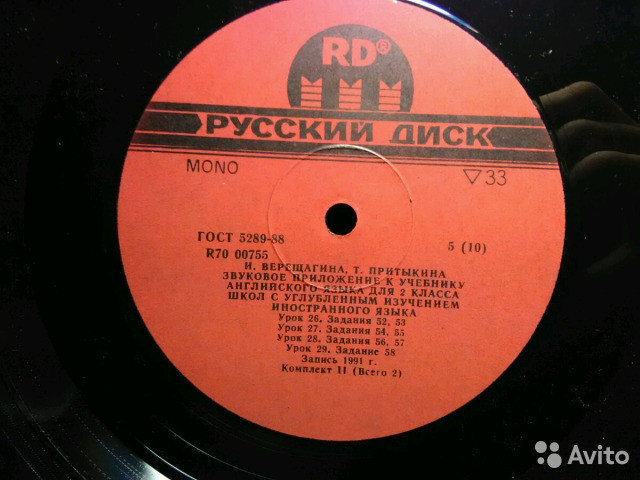 RD®
РУССКИЙ ДИСК
MONO
▽33
ГОСТ 5289-88
5 (10)
R70 00755
И. ВЕРЕЩАГИНА, Т. ПРИТЫКИНА
ЗВУКОВОЕ ПРИЛОЖЕНИЕ К УЧЕБНИКУ
АНГЛИЙСКОГО ЯЗЫКА ДЛЯ 2 КЛАССА
ШКОЛ С УГЛУБЛЕННЫМ ИЗУЧЕНИЕМ
ИНОСТРАННОГО ЯЗЫКА
Урок 26. Задания 52, 53
Урок 27. Задания 54, 55
Урок 28. Задания 56, 57
Урок 29. Задание 58
Запись 1991 г.
Комплект II (Всего 2)
Avito